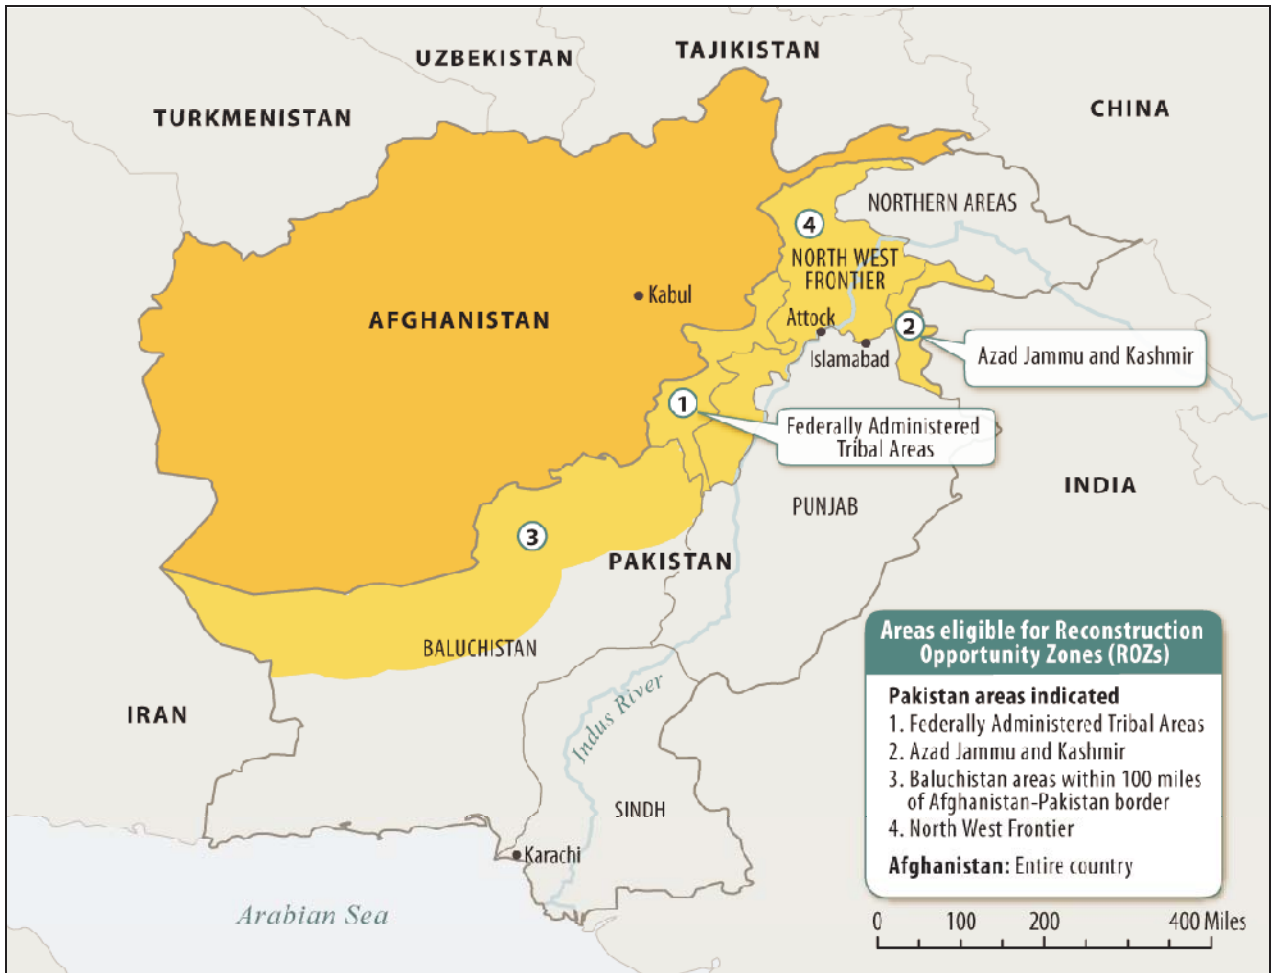 UZBEKISTAN
TAJIKISTAN
TURKMENISTAN
CHINA
NORTHERN AREAS
4
NORTH WEST
FRONTIER
Kabul
AFGHANISTAN
Attock
2
Islamabad
Azad Jammu and Kashmir
1
Federally Administered
Tribal Areas
INDIA
PUNJAB
3
PAKISTAN
BALUCHISTAN
IRAN
Indus River
SINDH
Karachi
Arabian Sea
Areas eligible for Reconstruction
Opportunity Zones (ROZs)
Pakistan areas indicated
1. Federally Administered Tribal Areas
2. Azad Jammu and Kashmir
3. Baluchistan areas within 100 miles
of Afghanistan-Pakistan border
4. North West Frontier
Afghanistan: Entire country
0 100 200 400 Miles